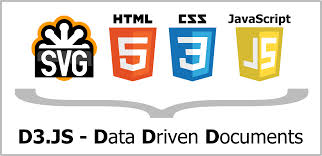 HTML CSS JavaScript
SVG 5 3 JS
D3.JS - Data Driven Documents